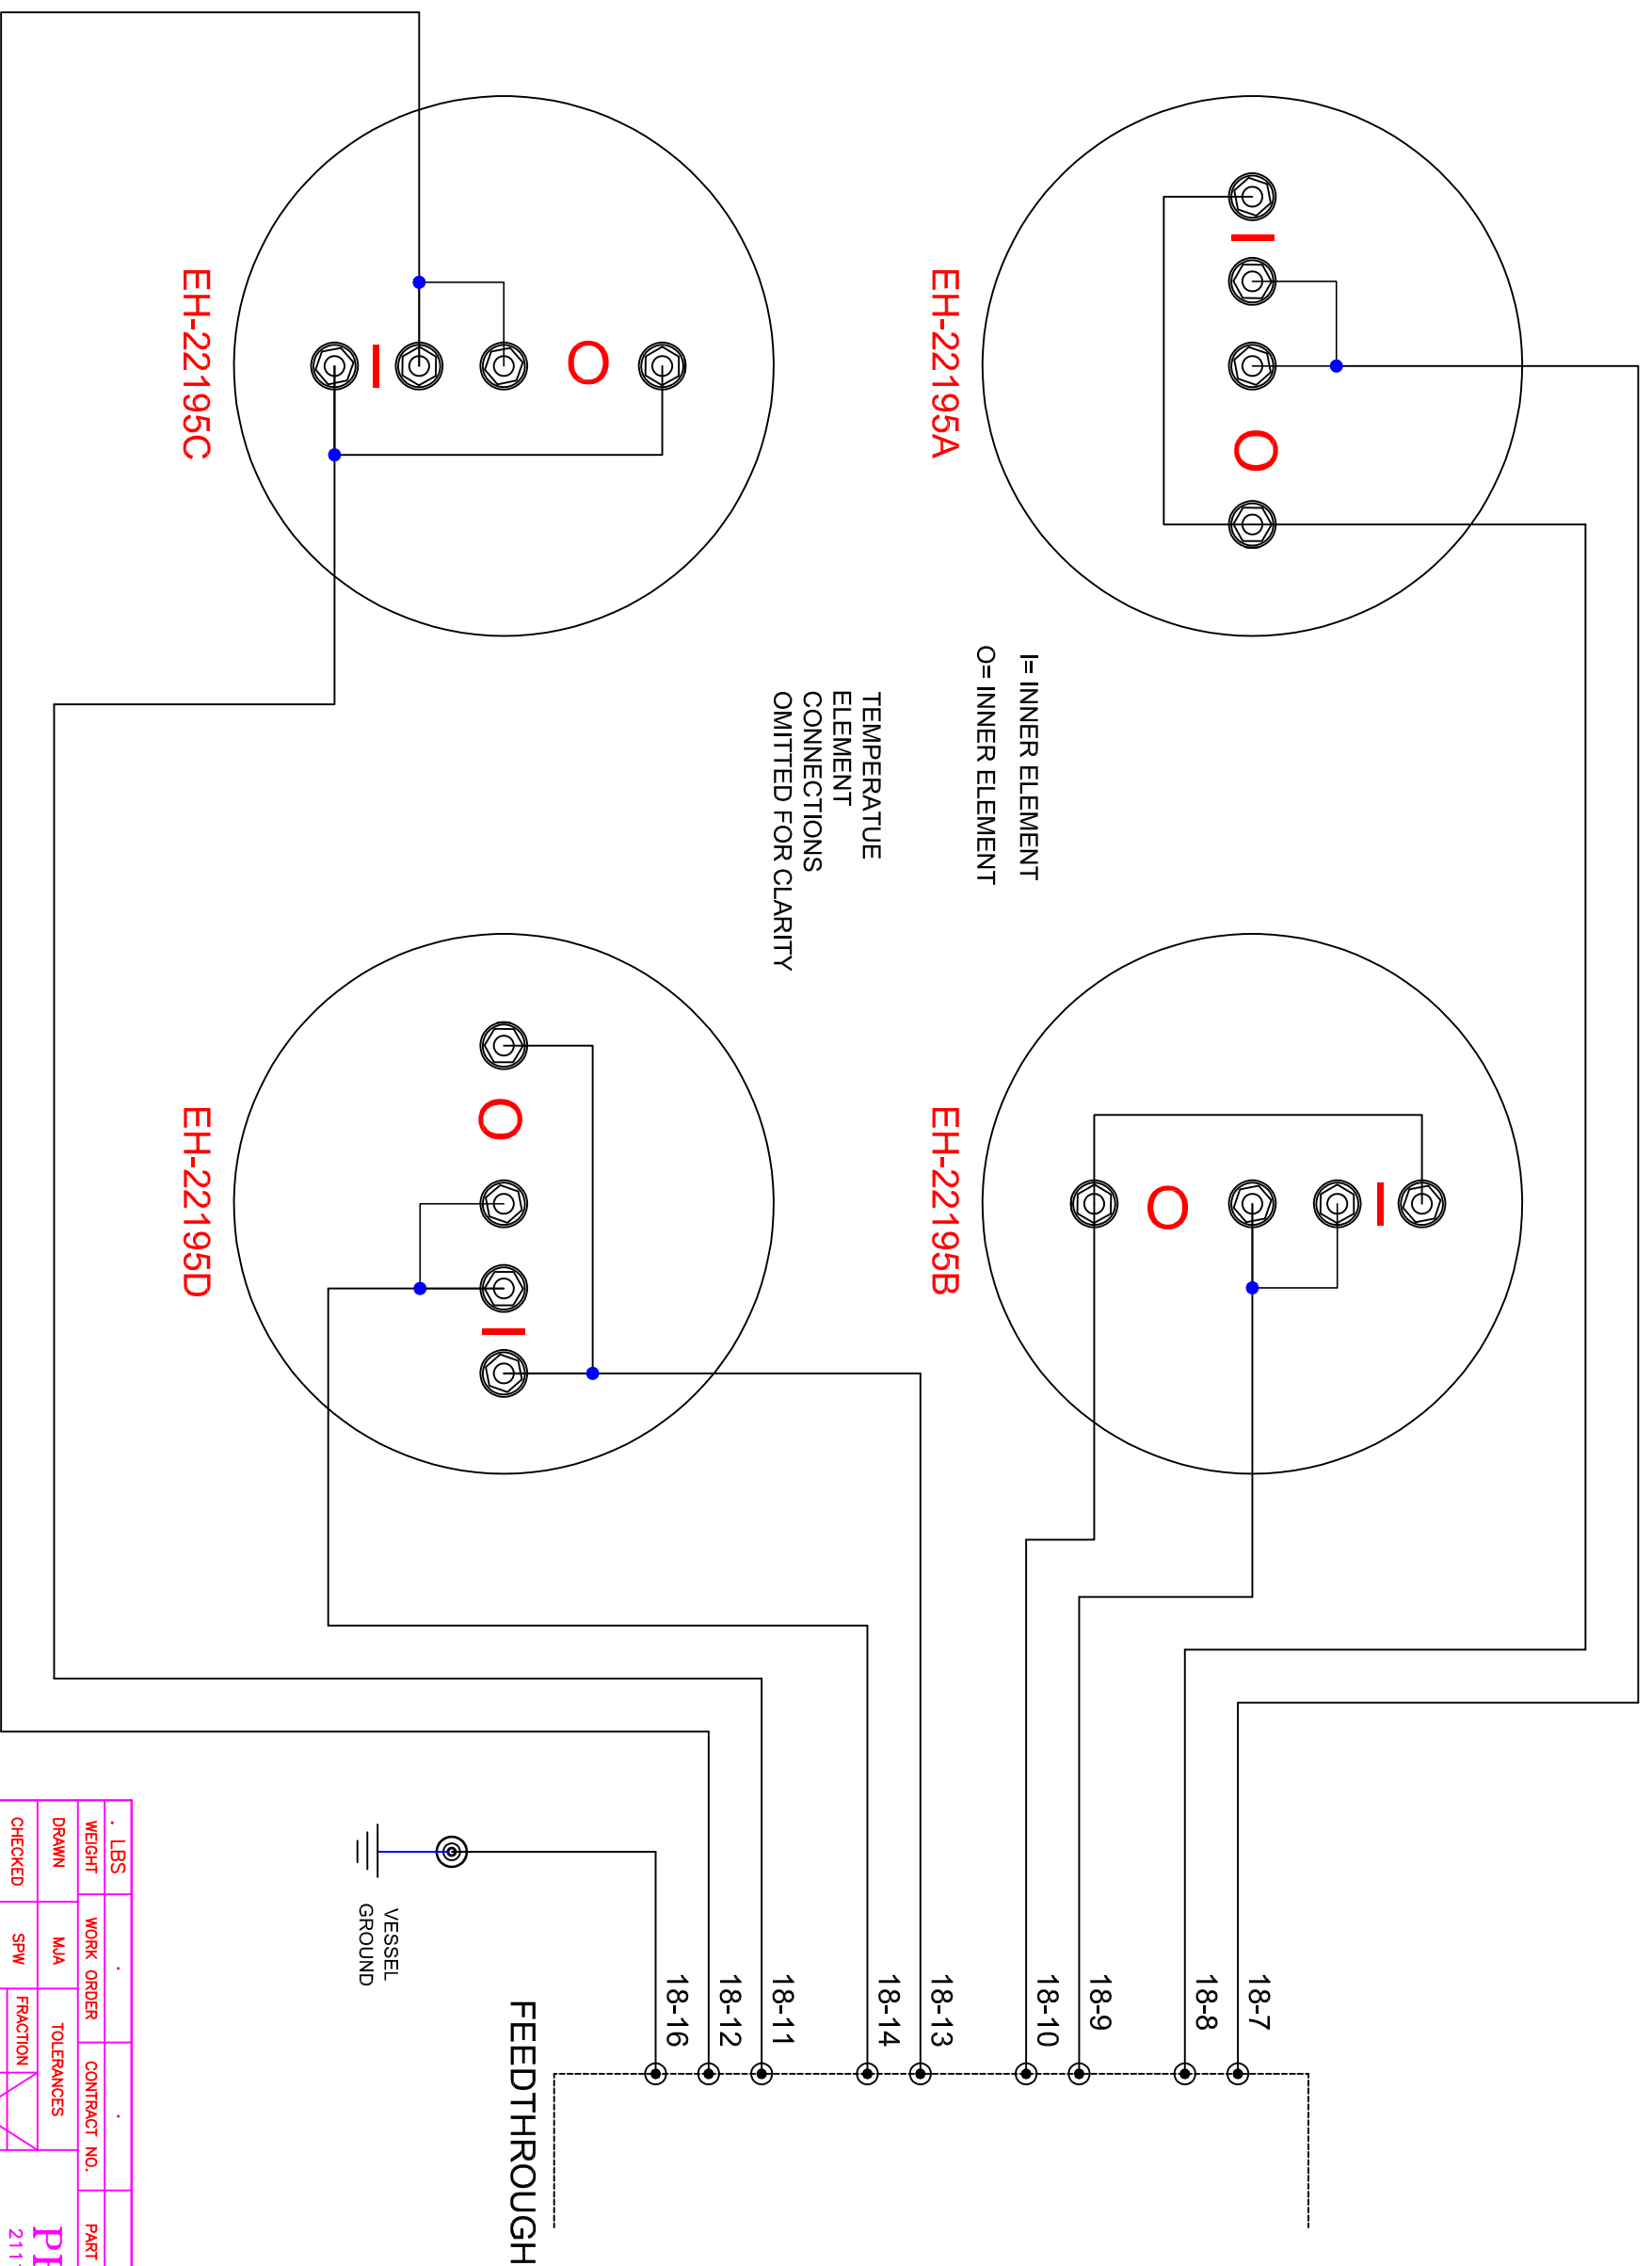 EH-22195A
I
O
EH-22195B
O
I
I= INNER ELEMENT
O= INNER ELEMENT
TEMPERATUE
ELEMENT
CONNECTIONS
OMITTED FOR CLARITY
EH-22195C
I
O
EH-22195D
O
I
18-7
18-8
18-9
18-10
18-13
18-14
18-11
18-12
18-16
FEEDTHROUGH
VESSEL
GROUND
. LBS . .
WEIGHT WORK ORDER CONTRACT NO. PART
DRAWN MJA TOLERANCES
CHECKED SPW FRACTION